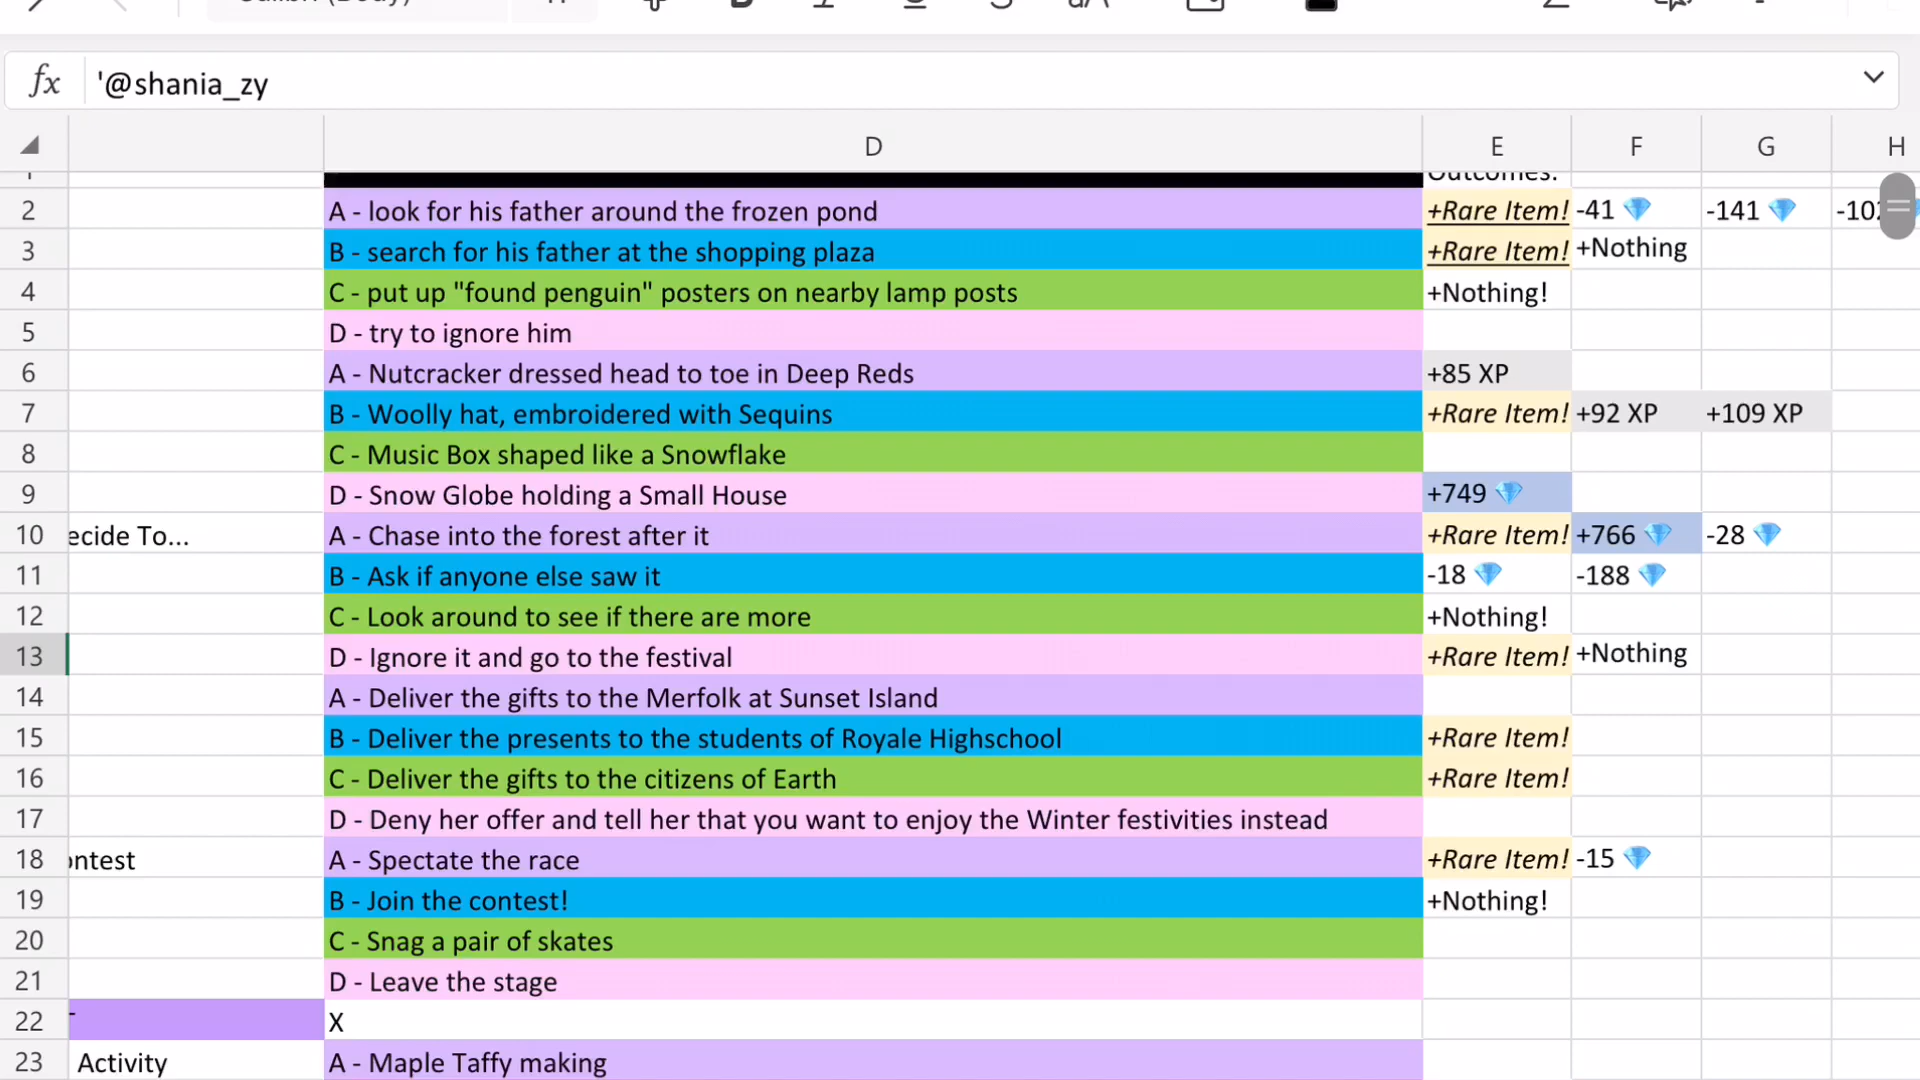 fx '@shania_zy
D E F G H
Outcomes:
2 A - look for his father around the frozen pond +Rare Item! -41 💎 -141 💎
3 B - search for his father at the shopping plaza +Rare Item! +Nothing
4 C - put up "found penguin" posters on nearby lamp posts +Nothing!
5 D - try to ignore him
6 A - Nutcracker dressed head to toe in Deep Reds +85 XP
7 B - Woolly hat, embroidered with Sequins +Rare Item! +92 XP +109 XP
8 C - Music Box shaped like a Snowflake
9 D - Snow Globe holding a Small House +749 💎
10 ecide To... A - Chase into the forest after it +Rare Item! +766 💎 -28 💎
11 B - Ask if anyone else saw it -18 💎 -188 💎
12 C - Look around to see if there are more +Nothing!
13 D - Ignore it and go to the festival +Rare Item! +Nothing
14 A - Deliver the gifts to the Merfolk at Sunset Island
15 B - Deliver the presents to the students of Royale Highschool +Rare Item!
16 C - Deliver the gifts to the citizens of Earth +Rare Item!
17 D - Deny her offer and tell her that you want to enjoy the Winter festivities instead
18 ontest A - Spectate the race +Rare Item! -15 💎
19 B - Join the contest! +Nothing!
20 C - Snag a pair of skates
21 D - Leave the stage
22 X
23 Activity A - Maple Taffy making